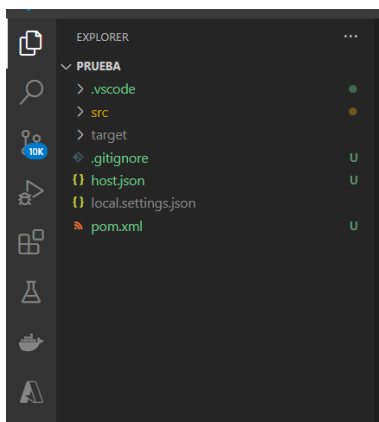 EXPLORER ...
PRUEBA
.vscode
src
target
.gitignore U
{} host.json U
{} local.settings.json
pom.xml U
10K